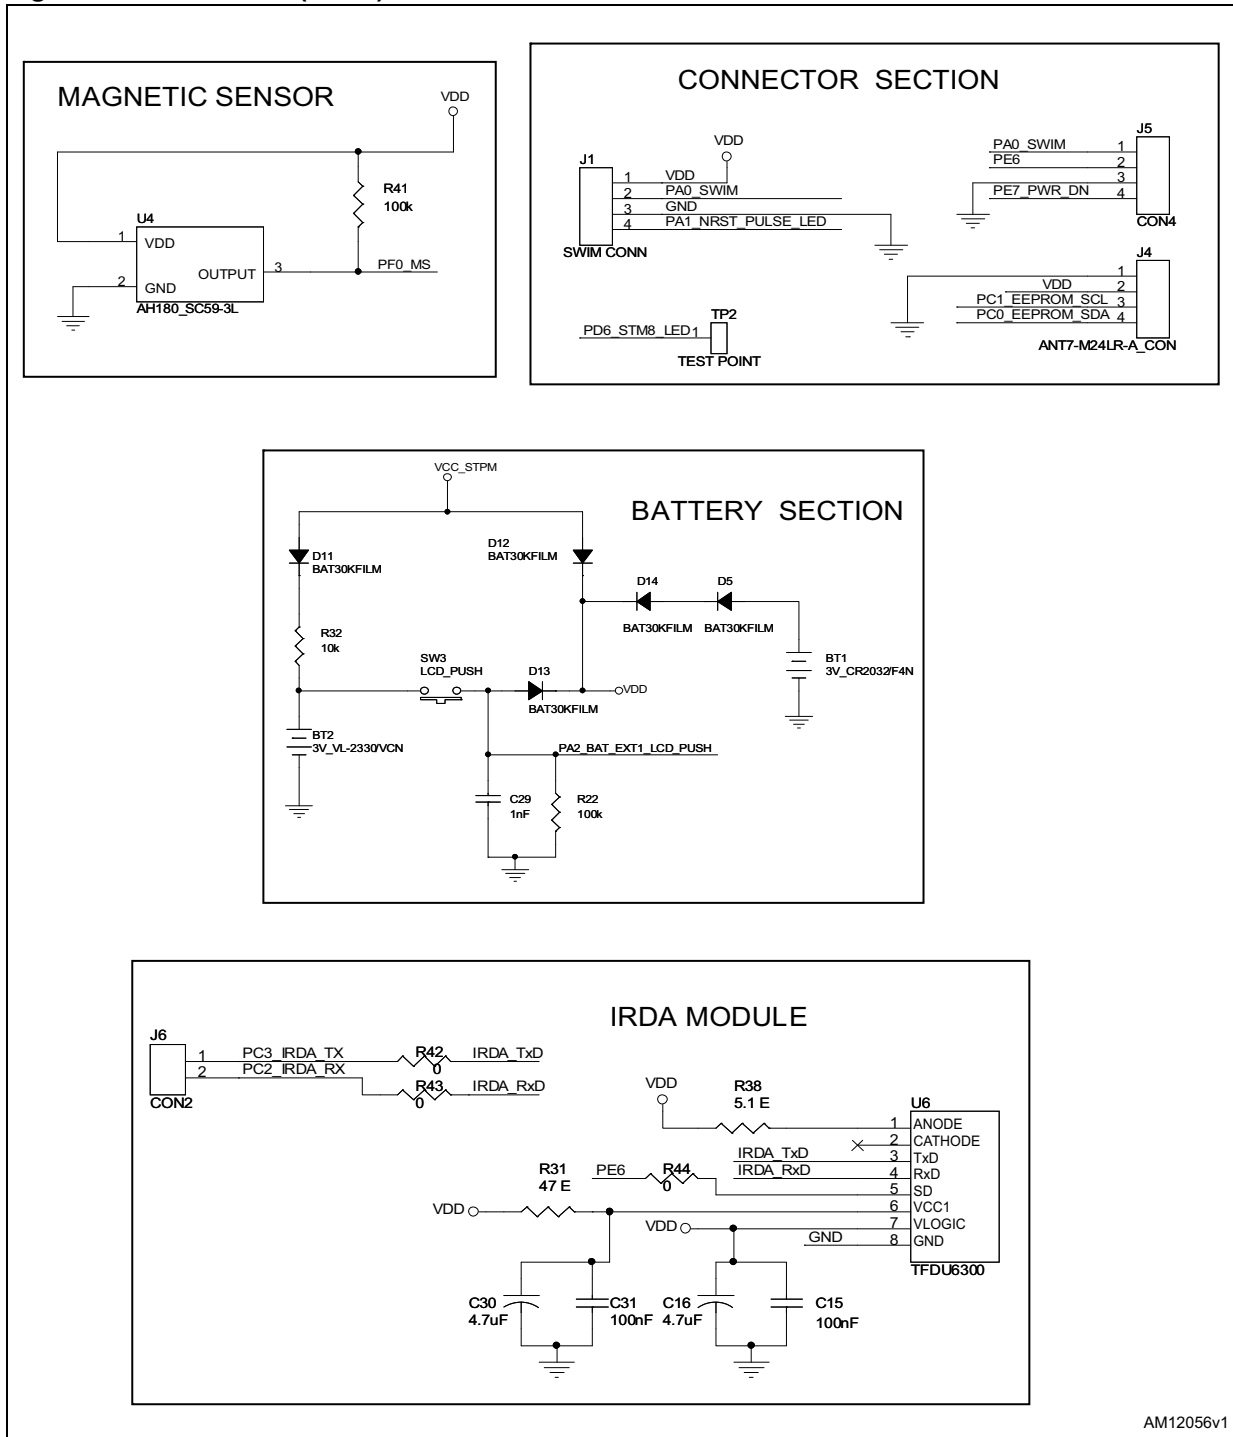 MAGNETIC SENSOR
VDD
R41
100k
U4
1 VDD
OUTPUT 3 PF0_MS
2 GND
AH180_SC59-3L
CONNECTOR SECTION
VDD
J1
1 VDD
2 PA0_SWIM
3 GND
4 PA1_NRST_PULSE_LED
SWIM CONN
J5
PA0_SWIM 1
PE6 2
3
PE7_PWR_DN 4
CON4
J4
1
VDD 2
PC1_EEPROM_SCL 3
PC0_EEPROM_SDA 4
ANT7-M24LR-A_CON
TP2
PD6_STM8_LED 1
TEST POINT
VCC_STPM
BATTERY SECTION
D11
BAT30KFILM
D12
BAT30KFILM
D14
D5
BAT30KFILM BAT30KFILM
R32
10k
SW3
LCD_PUSH
D13
BAT30KFILM
VDD
BT1
3V_CR2032/F4N
BT2
3V_VL-2330/VCN
PA2_BAT_EXT1_LCD_PUSH
C29
1nF
R22
100k
IRDA MODULE
J6
1 PC3_IRDA_TX R42 IRDA_TxD
0
2 PC2_IRDA_RX R43 IRDA_RxD
0
CON2
VDD
R38
5.1 E
U6
1 ANODE
2 CATHODE
IRDA_TxD 3 TxD
IRDA_RxD 4 RxD
PE6 R44 5 SD
0
R31
47 E
VDD 6 VCC1
VDD 7 VLOGIC
GND 8 GND
TFDU6300
C30
4.7uF
C31
100nF
C16
4.7uF
C15
100nF
AM12056v1